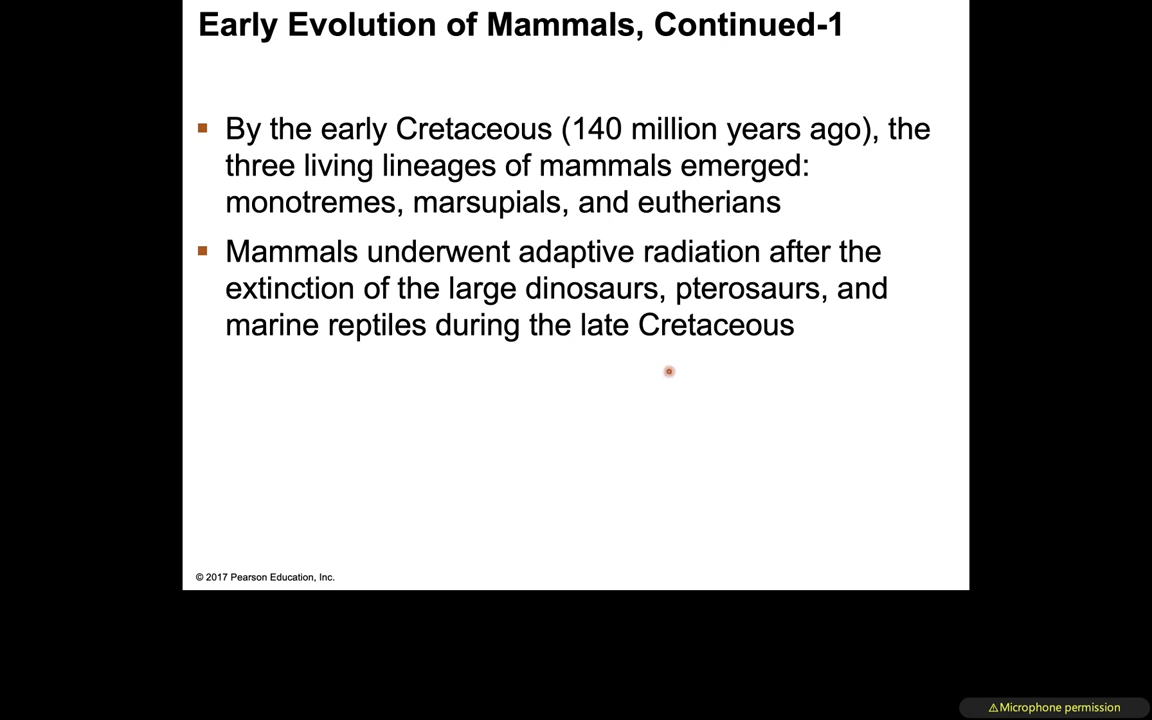 Early Evolution of Mammals, Continued-1
▪ By the early Cretaceous (140 million years ago), the
three living lineages of mammals emerged:
monotremes, marsupials, and eutherians
▪ Mammals underwent adaptive radiation after the
extinction of the large dinosaurs, pterosaurs, and
marine reptiles during the late Cretaceous
© 2017 Pearson Education, Inc.
⚠Microphone permission